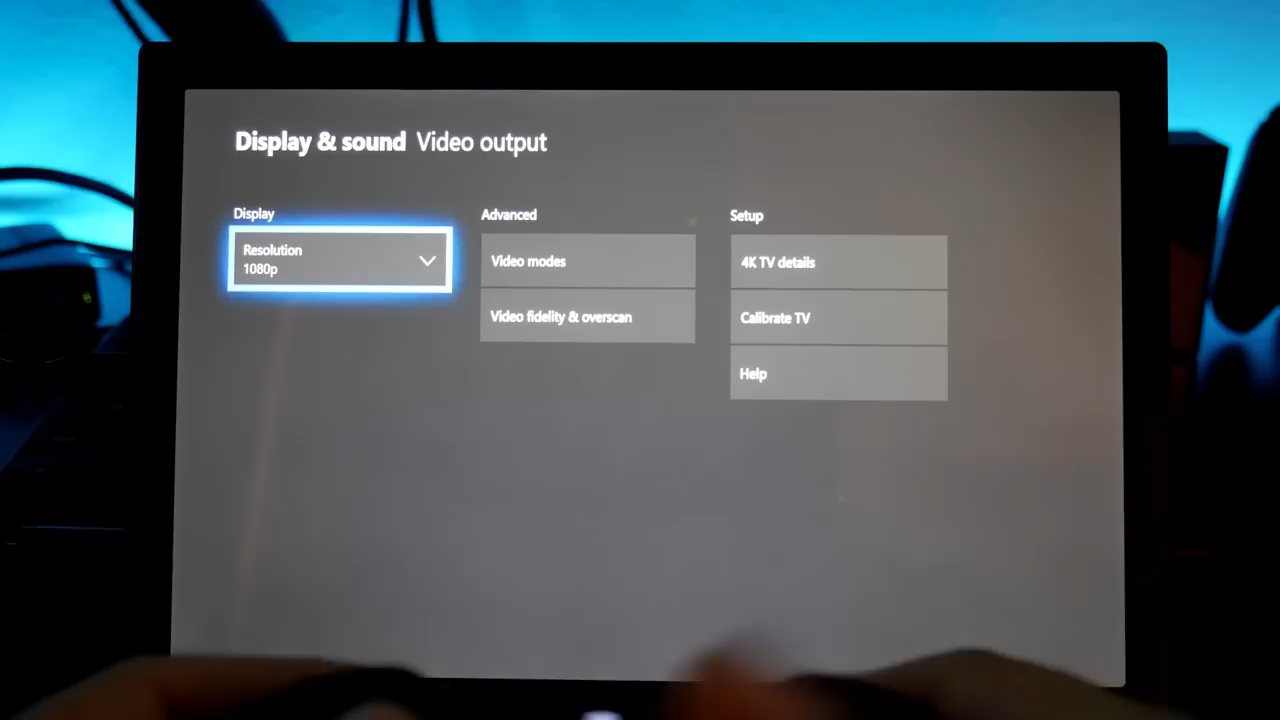 Display & sound Video output
Display
Resolution
1080p
Advanced
Video modes
Video fidelity & overscan
Setup
4K TV details
Calibrate TV
Help